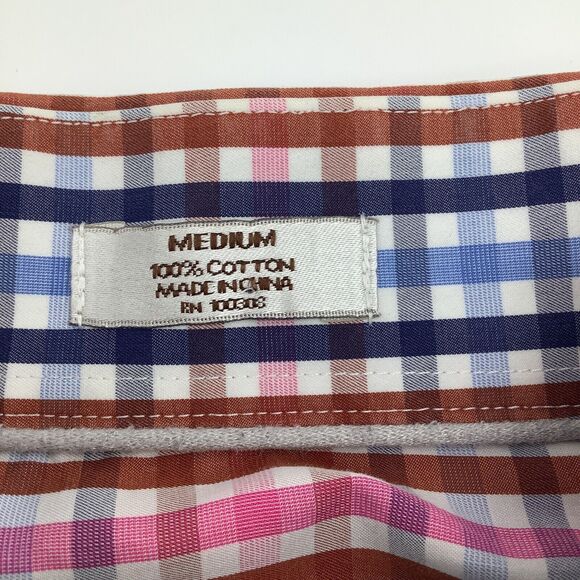 MEDIUM
100% COTTON
MADE IN CHINA
RN 100308